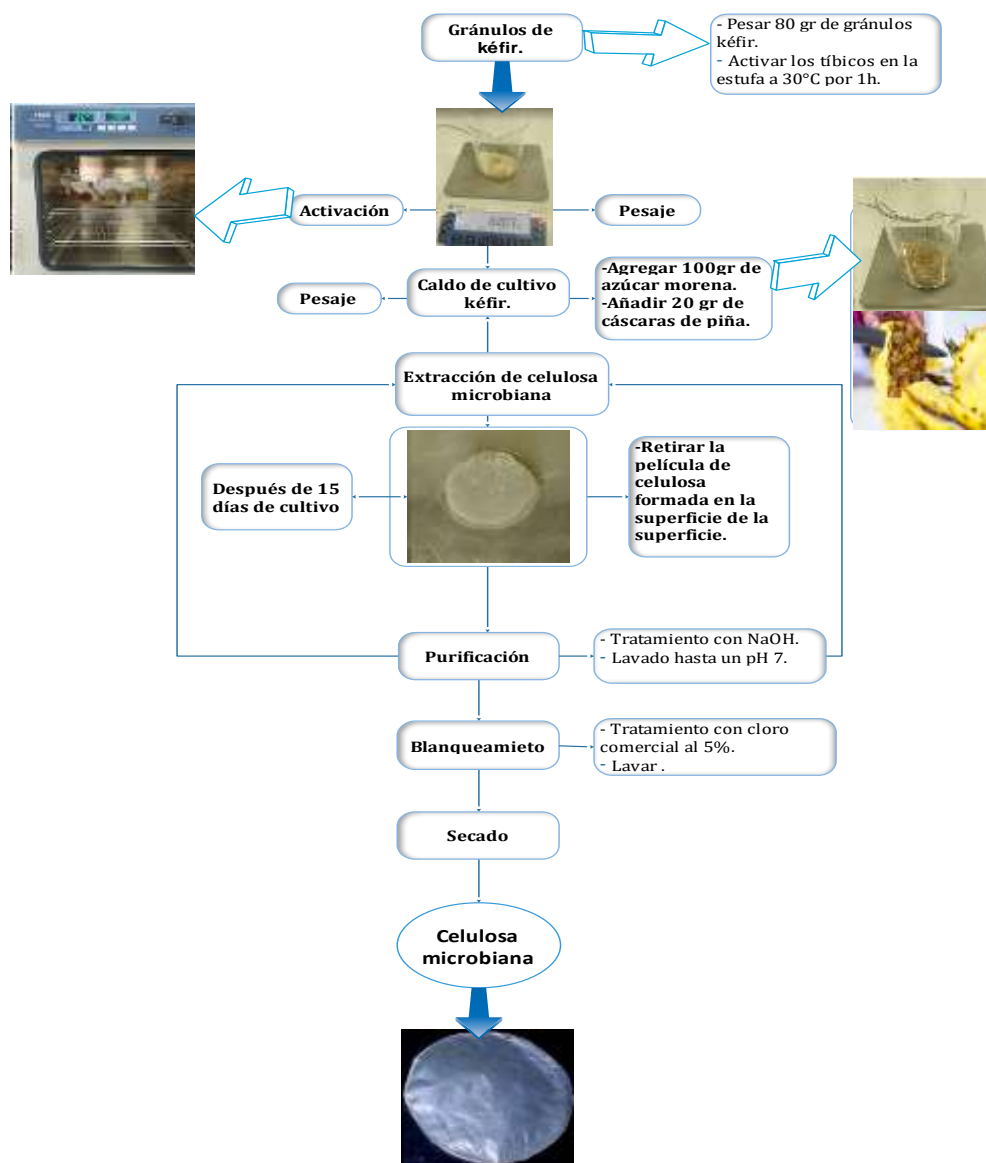 Gránulos de
kéfir.
- Pesar 80 gr de gránulos
kéfir.
- Activar los tíbicos en la
estufa a 30°C por 1h.
Activación
Pesaje
Pesaje
Caldo de cultivo
kéfir.
-Agregar 100gr de
azúcar morena.
-Añadir 20 gr de
cáscaras de piña.
Extracción de celulosa
microbiana
Después de 15
días de cultivo
-Retirar la
película de
celulosa
formada en la
superficie de la
superficie.
Purificación
- Tratamiento con NaOH.
- Lavado hasta un pH 7.
Blanqueamieto
- Tratamiento con cloro
comercial al 5%.
- Lavar .
Secado
Celulosa
microbiana